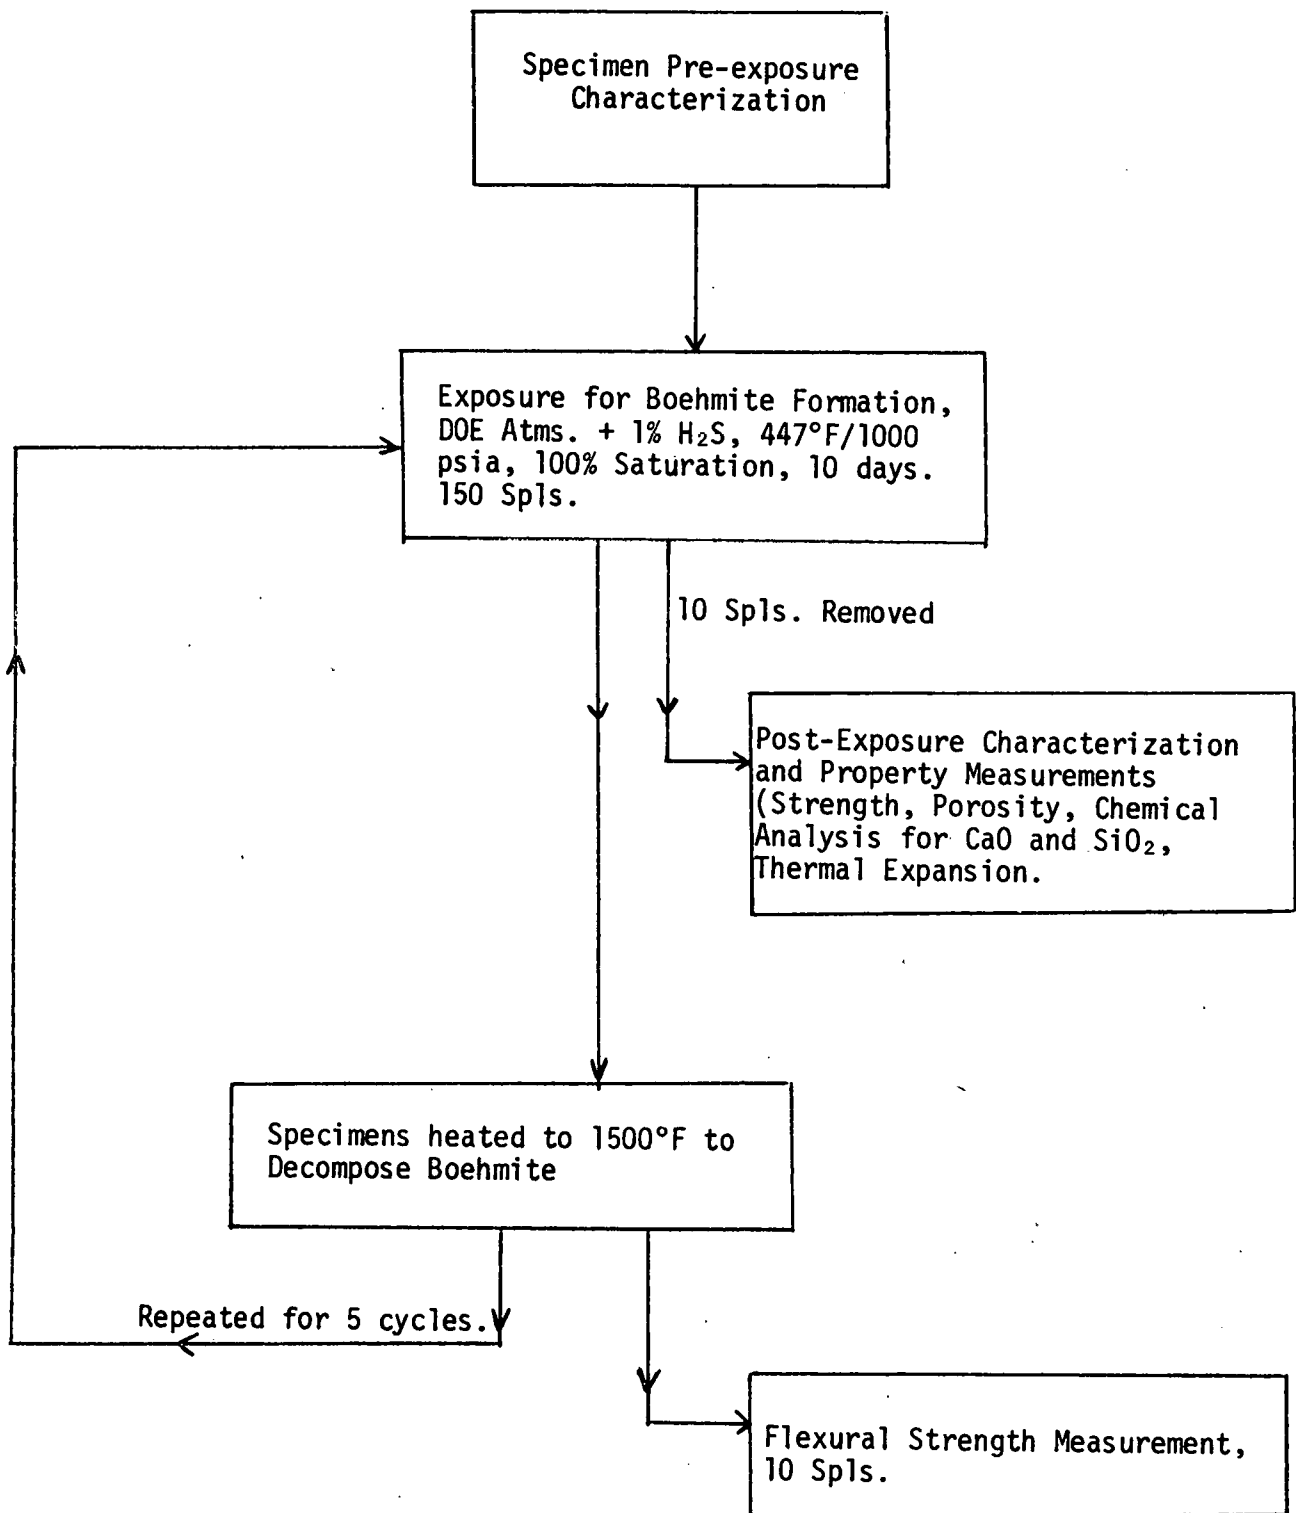 Specimen Pre-exposure
Characterization
Exposure for Boehmite Formation,
DOE Atms. + 1% H₂S, 447°F/1000
psia, 100% Saturation, 10 days.
150 Spls.
10 Spls. Removed
Post-Exposure Characterization
and Property Measurements
(Strength, Porosity, Chemical
Analysis for CaO and SiO₂,
Thermal Expansion.
Specimens heated to 1500°F to
Decompose Boehmite
Repeated for 5 cycles.
Flexural Strength Measurement,
10 Spls.